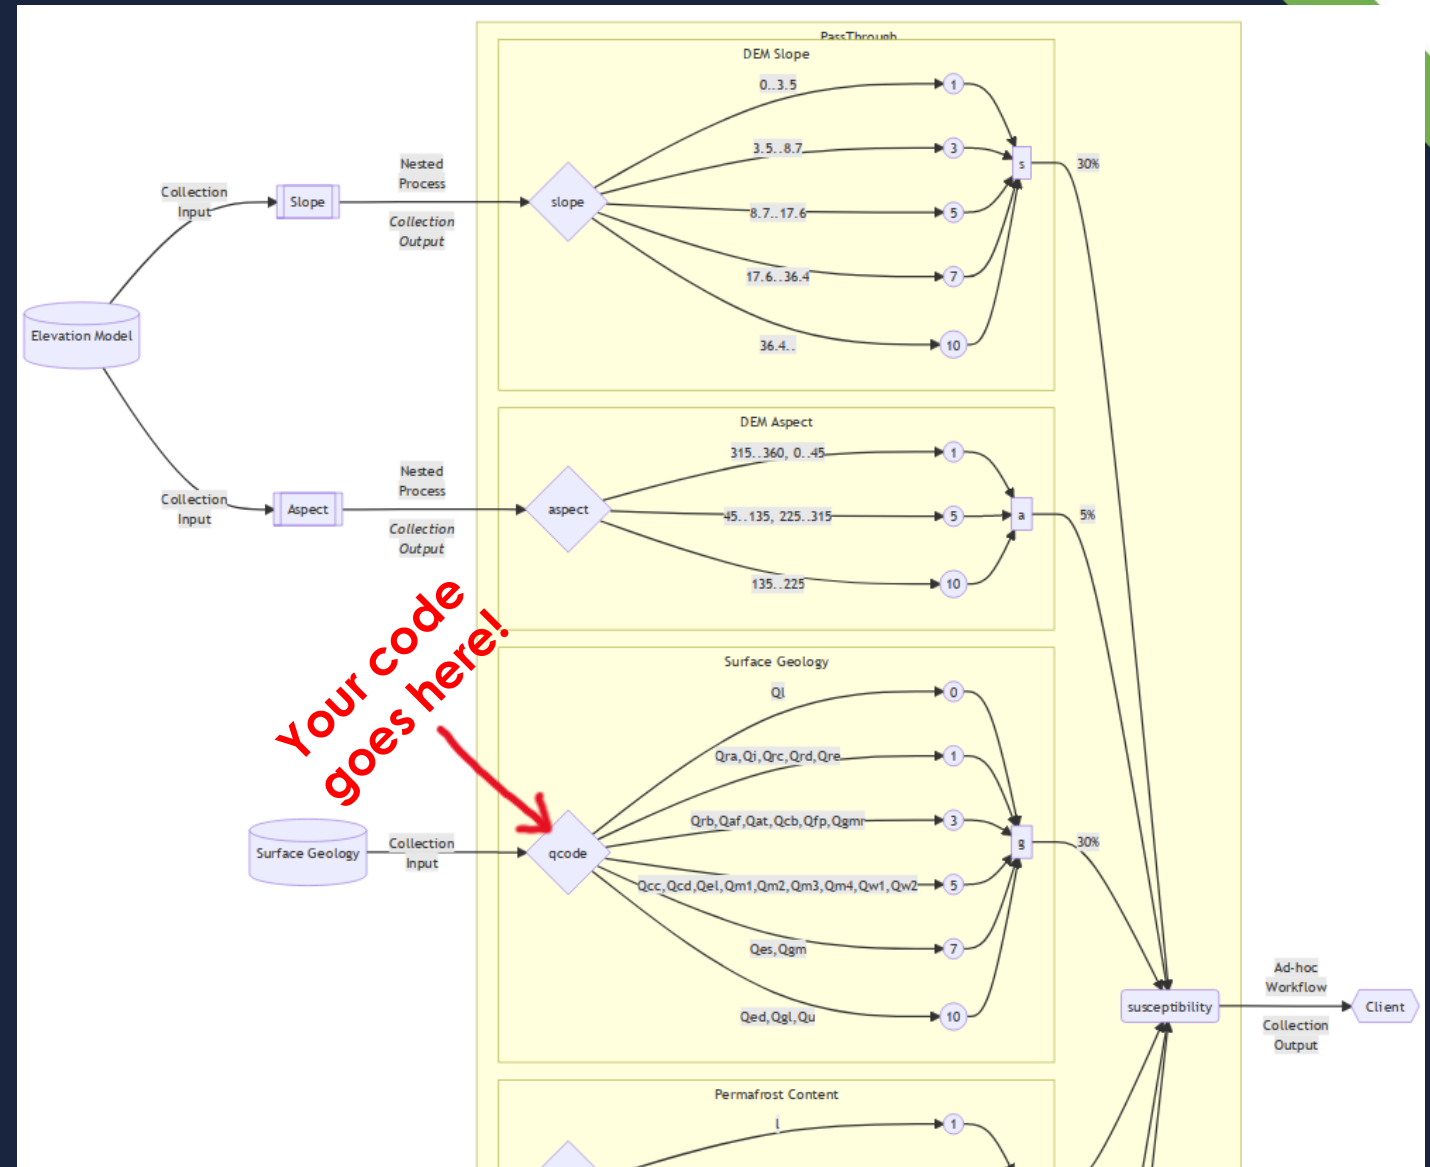 PassThrough
DEM Slope
0..3.5
1
3.5..8.7
3
s
30%
Nested
Process
Collection
Input
Slope
slope
8.7..17.6
5
Collection
Output
17.6..36.4
7
Elevation Model
36.4..
10
DEM Aspect
315..360, 0..45
1
Nested
Process
Collection
Input
Aspect
aspect
45..135, 225..315
5
a
5%
Collection
Output
135..225
10
Your code
goes here!
Surface Geology
Ql
0
Qra,Qi,Qrc,Qrd,Qre
1
Qrb,Qaf,Qat,Qcb,Qfp,Qgmr
3
g
30%
Surface Geology
Collection
Input
qcode
Qcc,Qcd,Qel,Qm1,Qm2,Qm3,Qm4,Qw1,Qw2
5
Qes,Qgm
7
Qed,Qgl,Qu
10
susceptibility
Ad-hoc
Workflow
Collection
Output
Client
Permafrost Content
l
1